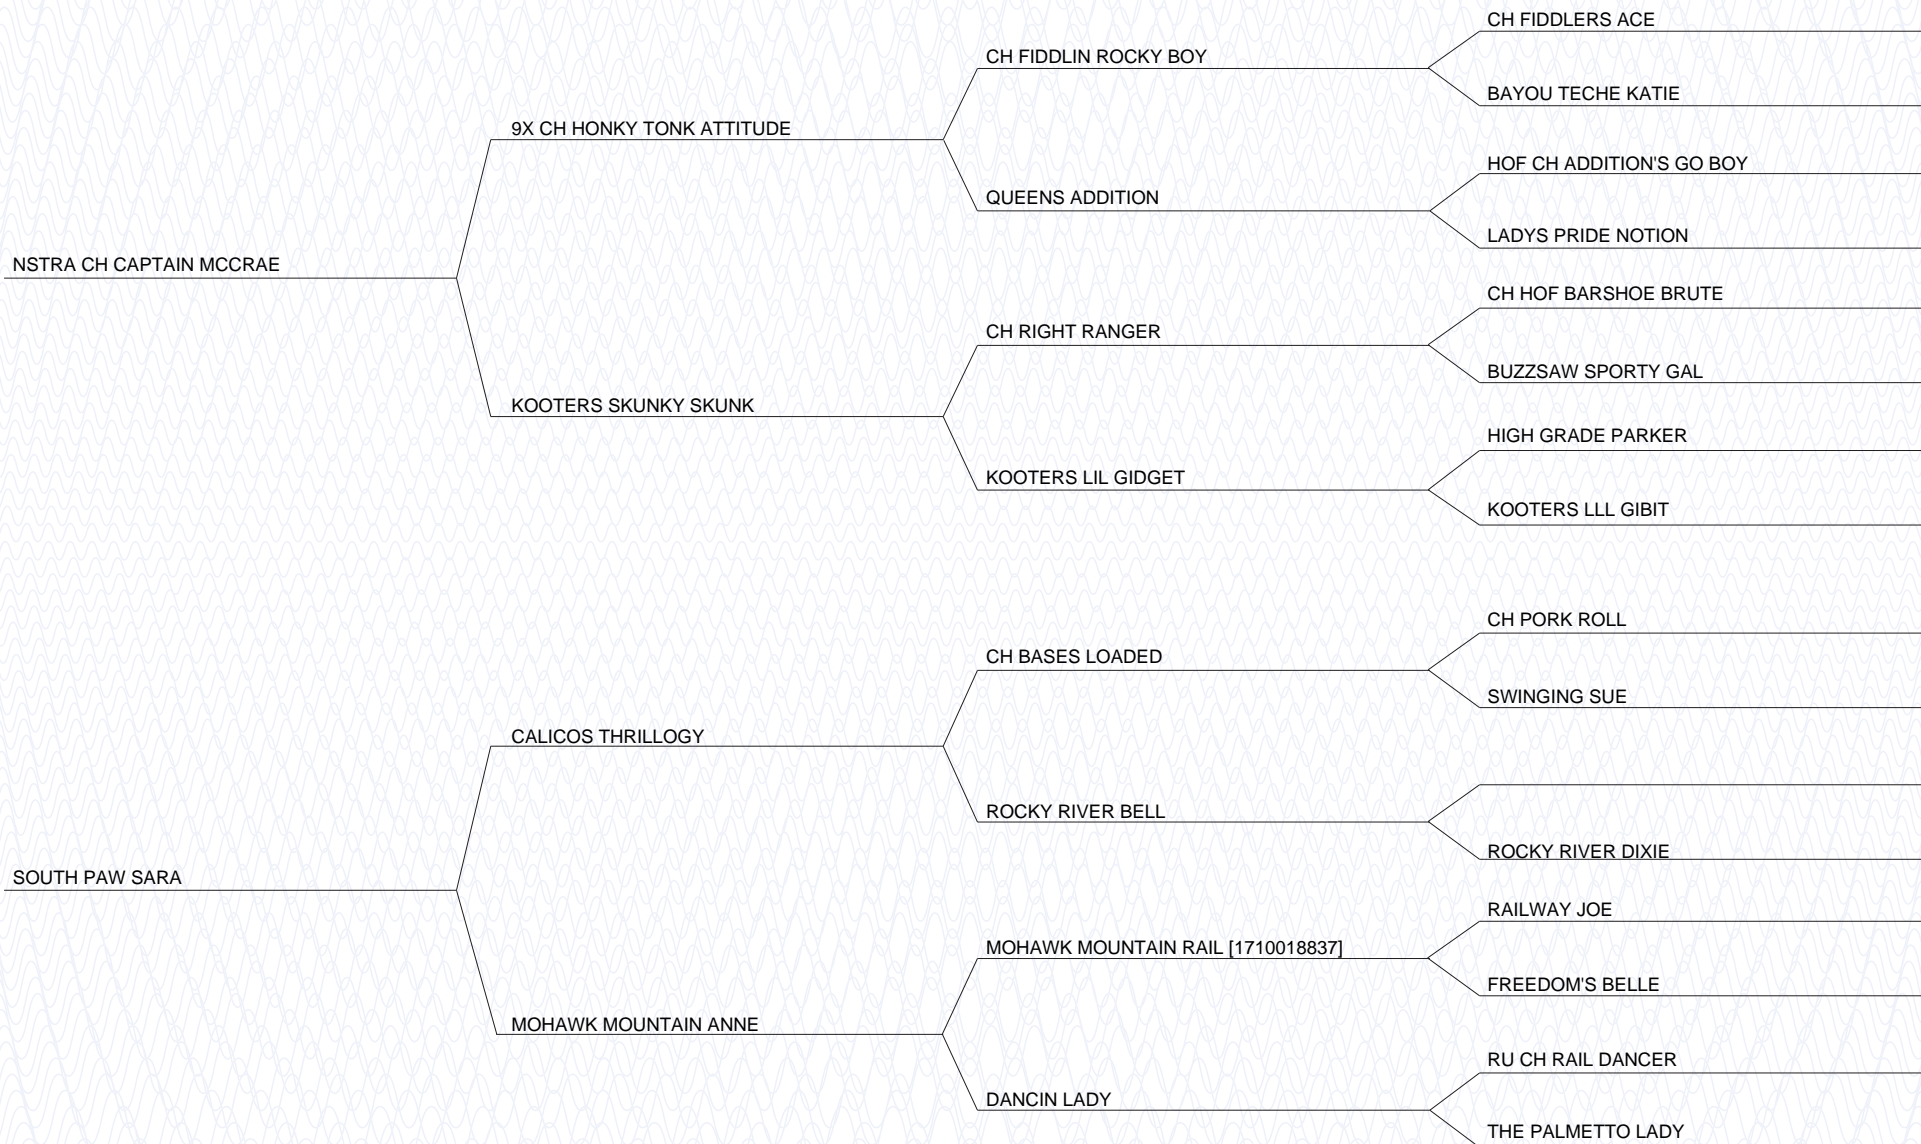 CH FIDDLERS ACE
CH FIDDLIN ROCKY BOY
BAYOU TECHE KATIE
9X CH HONKY TONK ATTITUDE
HOF CH ADDITION'S GO BOY
QUEENS ADDITION
LADYS PRIDE NOTION
NSTRA CH CAPTAIN MCCRAE
CH HOF BARSHOE BRUTE
CH RIGHT RANGER
BUZZSAW SPORTY GAL
KOOTERS SKUNKY SKUNK
HIGH GRADE PARKER
KOOTERS LIL GIDGET
KOOTERS LLL GIBIT
CH PORK ROLL
CH BASES LOADED
SWINGING SUE
CALICOS THRILLOGY
ROCKY RIVER BELL
ROCKY RIVER DIXIE
SOUTH PAW SARA
RAILWAY JOE
MOHAWK MOUNTAIN RAIL [1710018837]
FREEDOM'S BELLE
MOHAWK MOUNTAIN ANNE
RU CH RAIL DANCER
DANCIN LADY
THE PALMETTO LADY